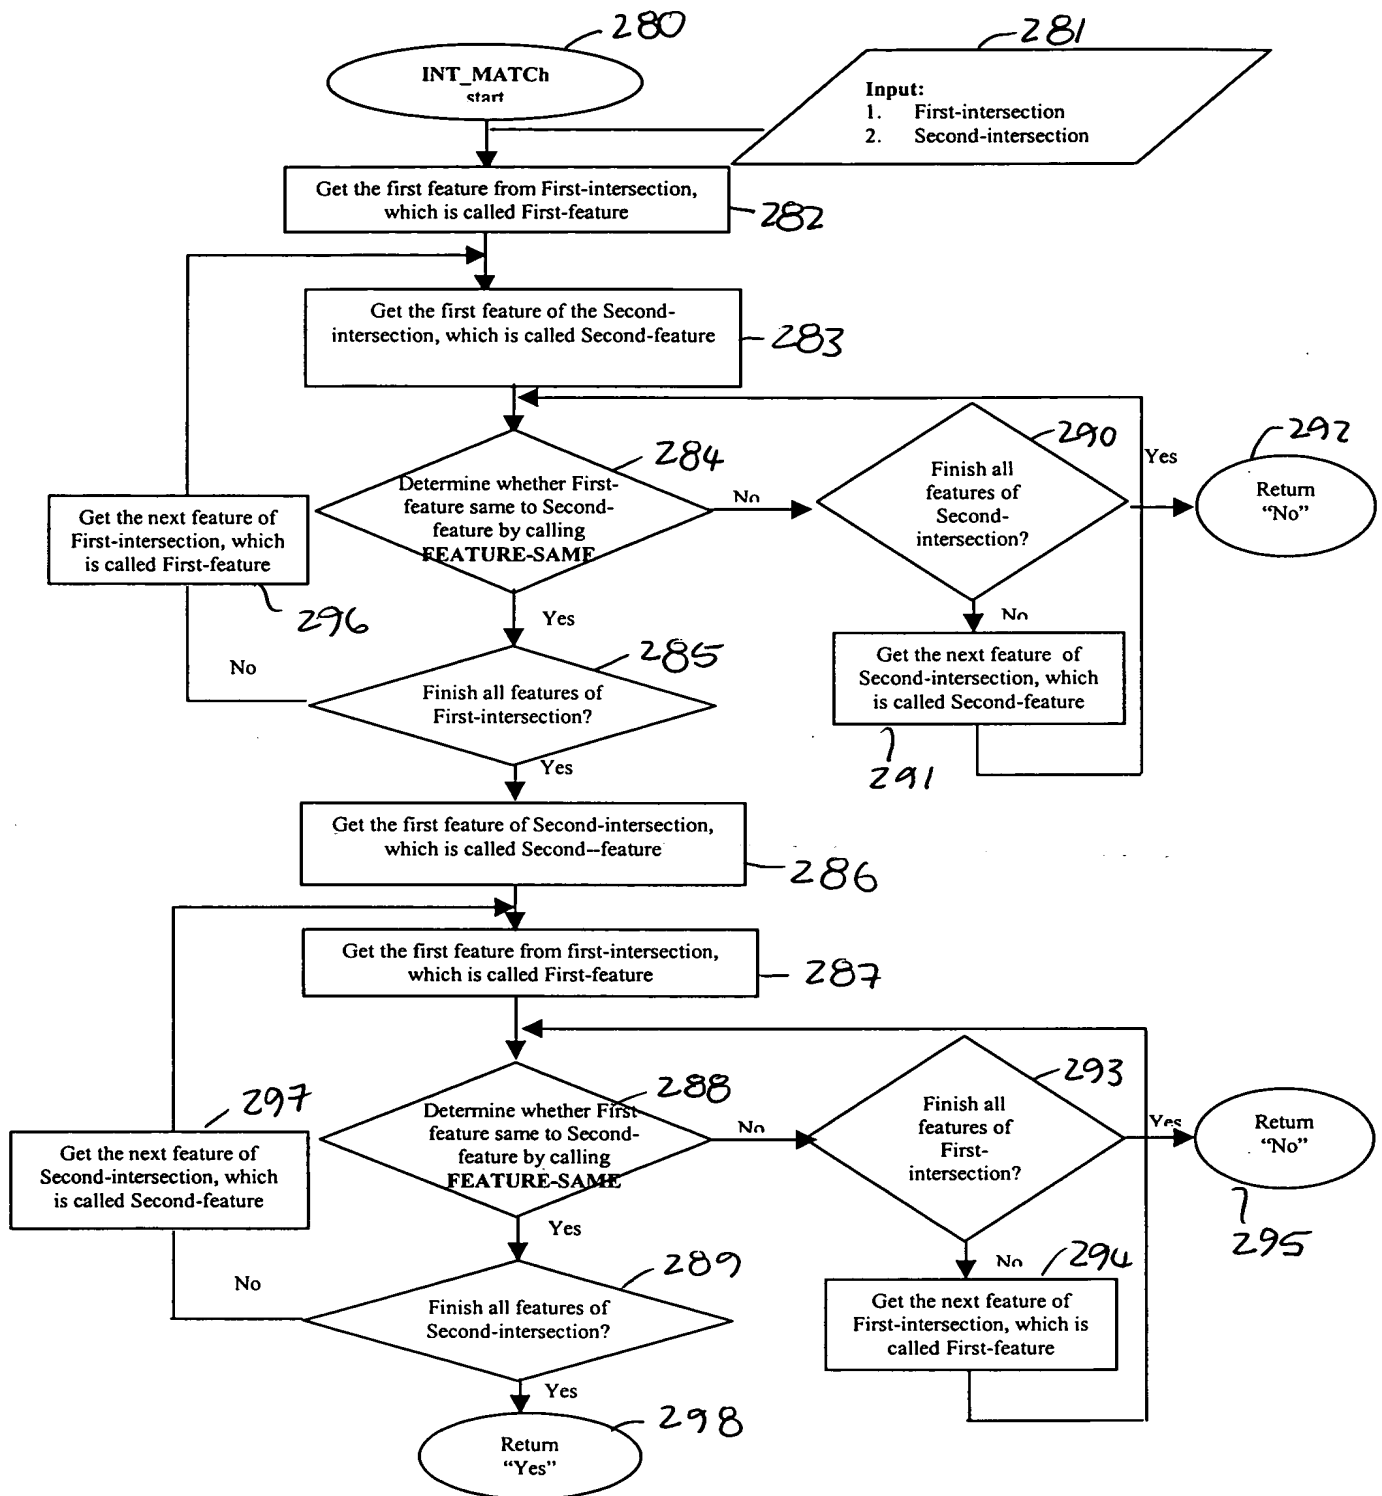 280
INT_MATCh
start
281
Input:
1. First-intersection
2. Second-intersection
Get the first feature from First-intersection,
which is called First-feature
282
Get the first feature of the Second-
intersection, which is called Second-feature
283
284
Determine whether First-
feature same to Second-
feature by calling
FEATURE-SAME
No
290
Finish all
features of
Second-
intersection?
Yes
292
Return
“No”
Get the next feature of
First-intersection, which
is called First-feature
296
Yes
No
Get the next feature of
Second-intersection, which
is called Second-feature
291
No
285
Finish all features of
First-intersection?
Yes
Get the first feature of Second-intersection,
which is called Second--feature
286
Get the first feature from first-intersection,
which is called First-feature
287
288
Determine whether First-
feature same to Second-
feature by calling
FEATURE-SAME
No
293
Finish all
features of
First-
intersection?
Yes
Return
“No”
295
297
Get the next feature of
Second-intersection, which
is called Second-feature
Yes
No
294
Get the next feature of
First-intersection, which is
called First-feature
No
289
Finish all features of
Second-intersection?
Yes
298
Return
“Yes”